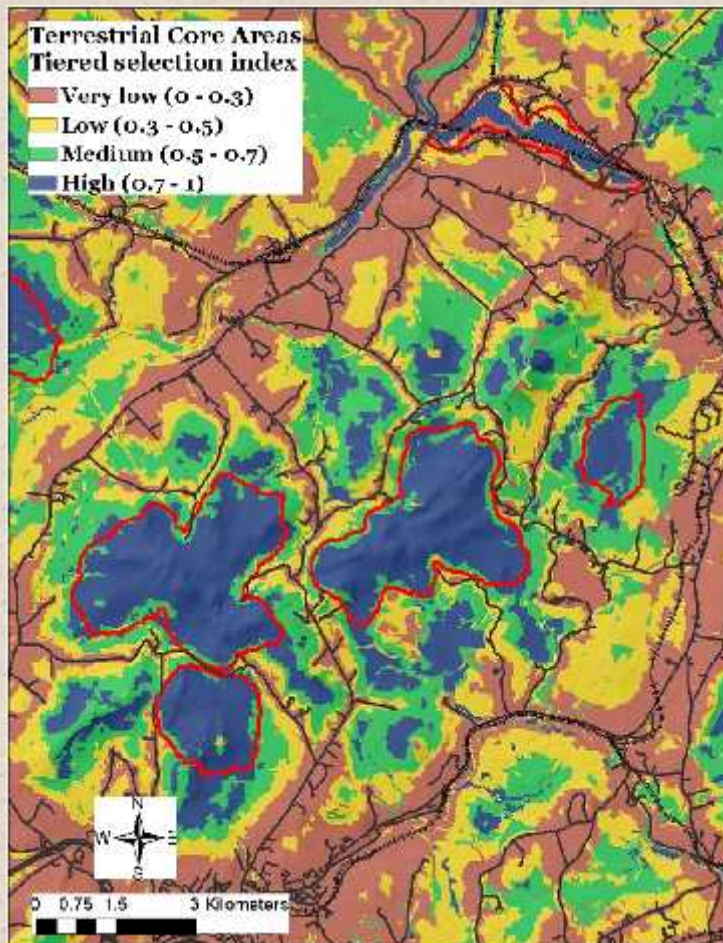 Terrestrial Core Areas
Tiered selection index
Very low (0 - 0.3)
Low (0.3 - 0.5)
Medium (0.5 - 0.7)
High (0.7 - 1)
N
W E
S
0 0.75 1.5 3 Kilometers